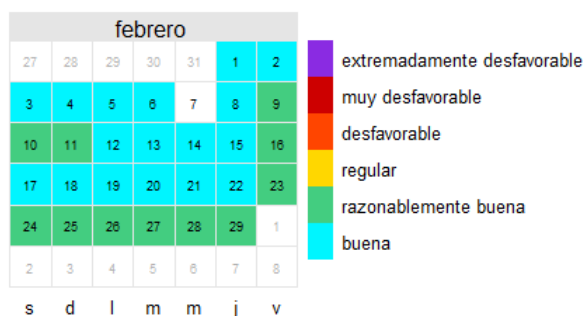 febrero
27 28 29 30 31 1 2
3 4 5 6 7 8 9
10 11 12 13 14 15 16
17 18 19 20 21 22 23
24 25 26 27 28 29 1
2 3 4 5 6 7 8
s d l m m j v
extremadamente desfavorable
muy desfavorable
desfavorable
regular
razonablemente buena
buena